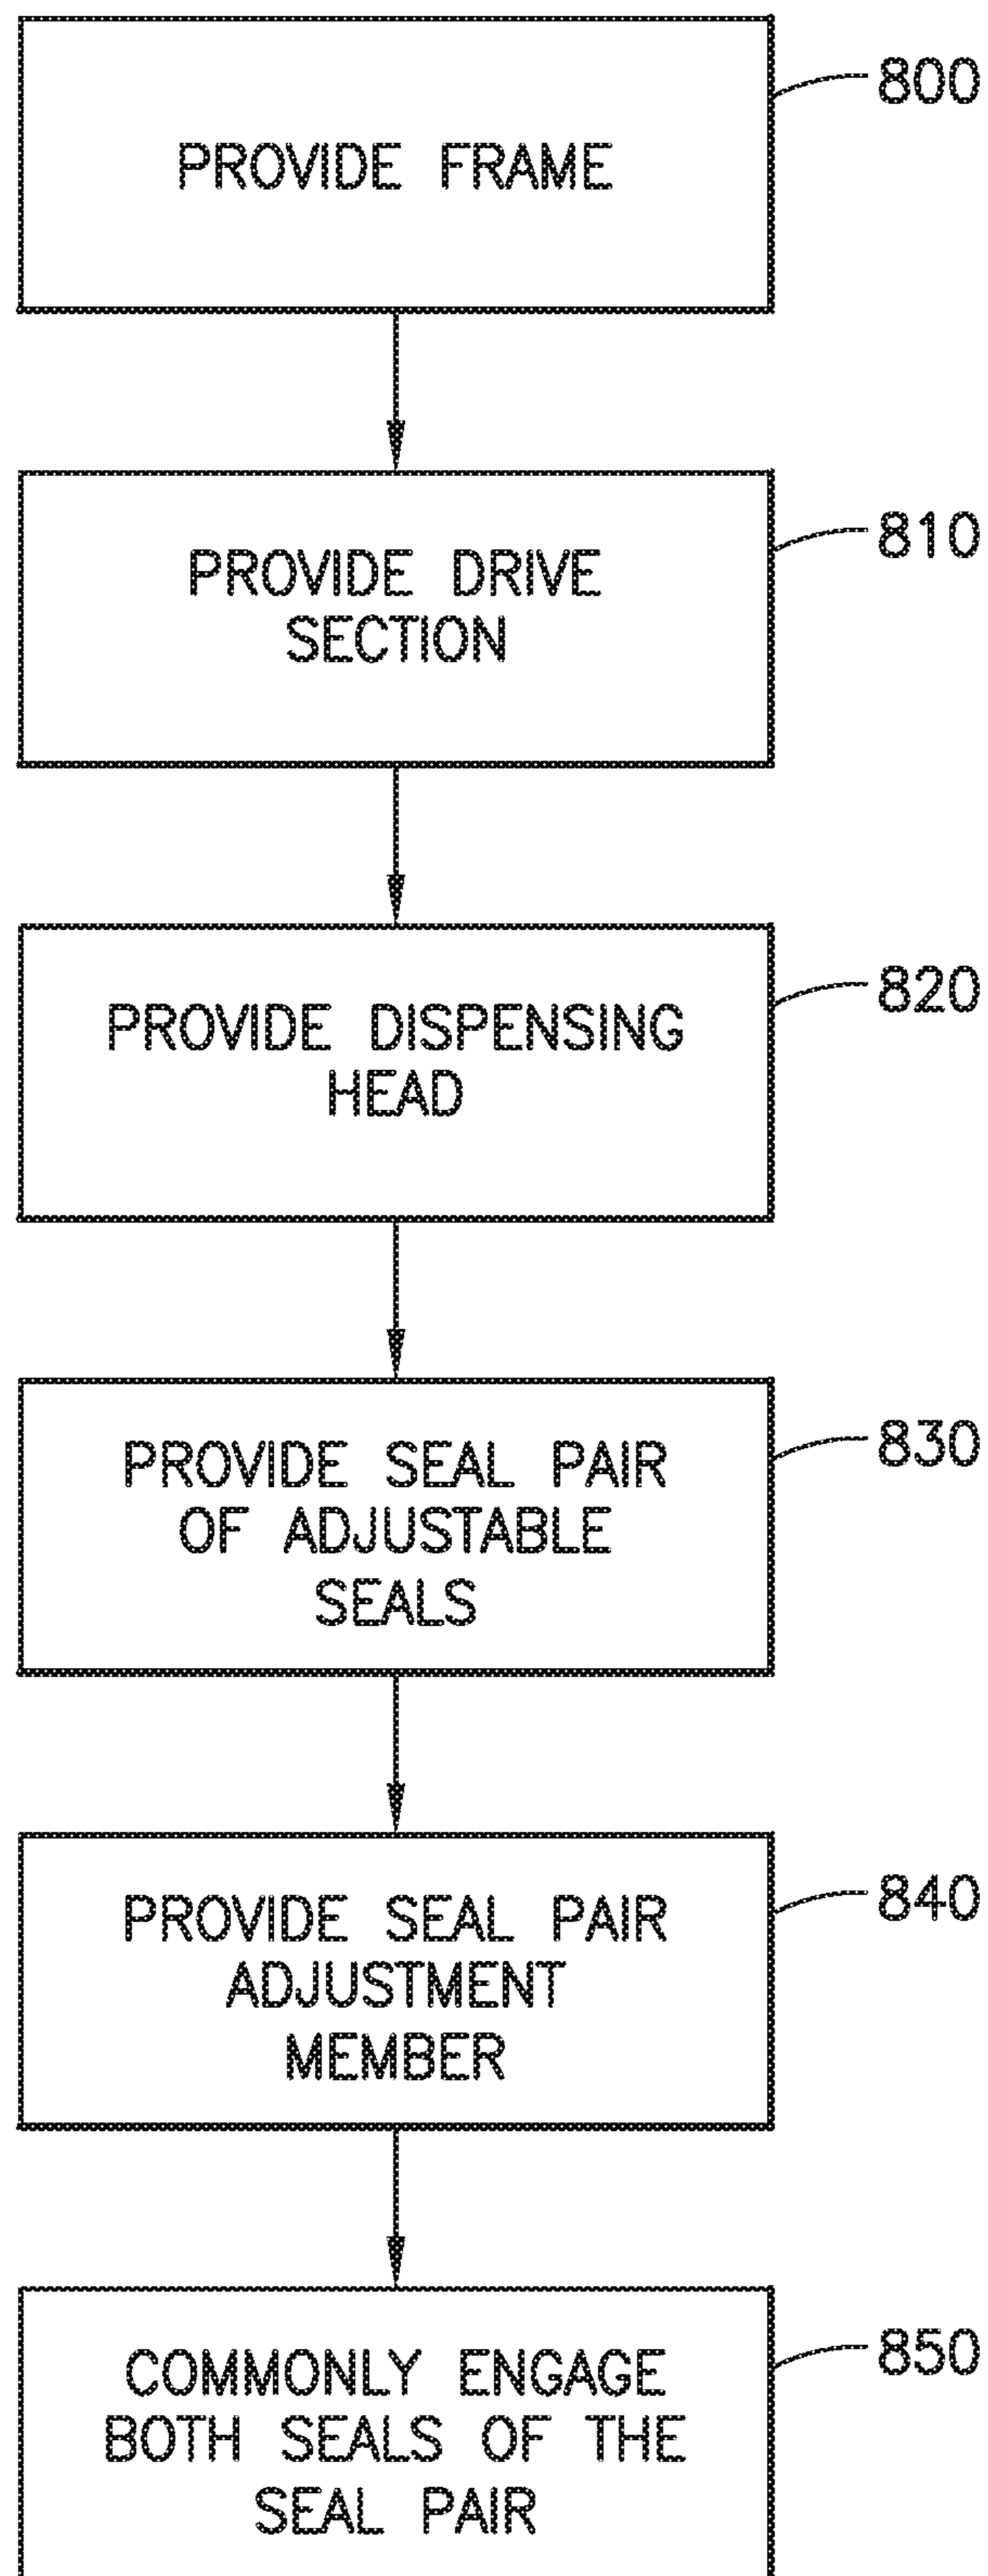 PROVIDE FRAME
800
PROVIDE DRIVE
SECTION
810
PROVIDE DISPENSING
HEAD
820
PROVIDE SEAL PAIR
OF ADJUSTABLE
SEALS
830
PROVIDE SEAL PAIR
ADJUSTMENT
MEMBER
840
COMMONLY ENGAGE
BOTH SEALS OF THE
SEAL PAIR
850